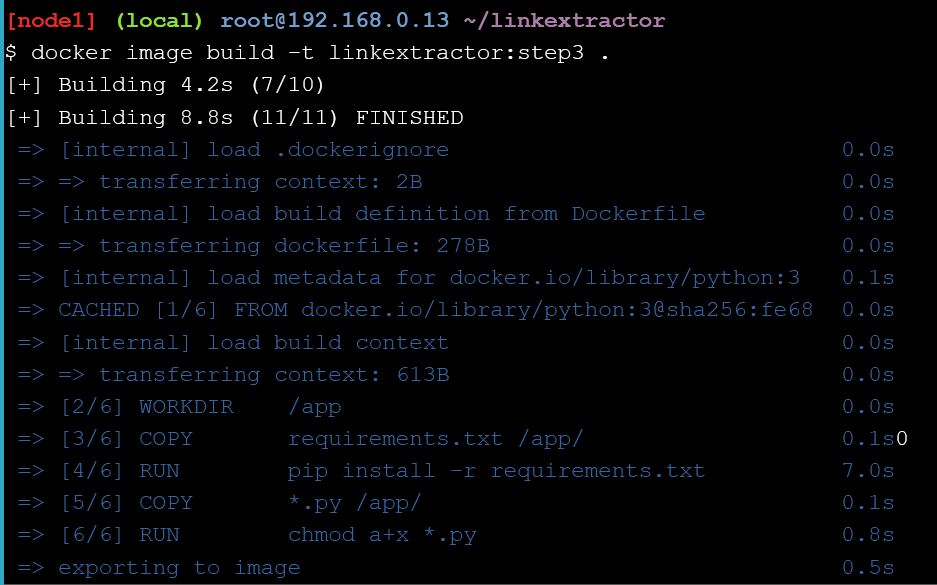 [node1] (local) root@192.168.0.13 ~/linkextractor
$ docker image build -t linkextractor:step3 .
[+] Building 4.2s (7/10)
[+] Building 8.8s (11/11) FINISHED
=> [internal] load .dockerignore 0.0s
=> => transferring context: 2B 0.0s
=> [internal] load build definition from Dockerfile 0.0s
=> => transferring dockerfile: 278B 0.0s
=> [internal] load metadata for docker.io/library/python:3 0.1s
=> CACHED [1/6] FROM docker.io/library/python:3@sha256:fe68 0.0s
=> [internal] load build context 0.0s
=> => transferring context: 613B 0.0s
=> [2/6] WORKDIR /app 0.0s
=> [3/6] COPY requirements.txt /app/ 0.1s0
=> [4/6] RUN pip install -r requirements.txt 7.0s
=> [5/6] COPY *.py /app/ 0.1s
=> [6/6] RUN chmod a+x *.py 0.8s
=> exporting to image 0.5s